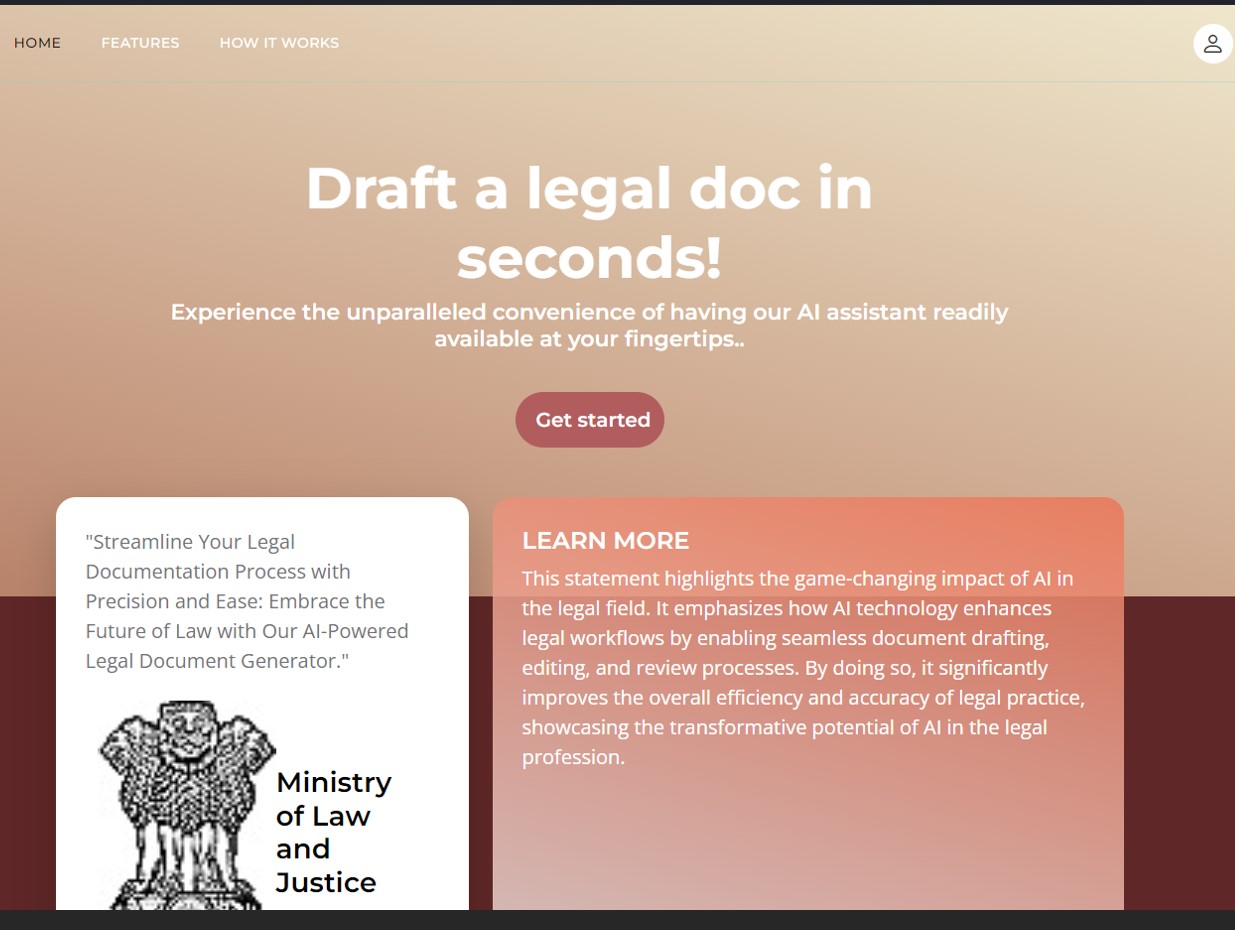 HOME FEATURES HOW IT WORKS
Draft a legal doc in
seconds!
Experience the unparalleled convenience of having our AI assistant readily
available at your fingertips..
Get started
"Streamline Your Legal
Documentation Process with
Precision and Ease: Embrace the
Future of Law with Our AI-Powered
Legal Document Generator."
Ministry
of Law
and
Justice
LEARN MORE
This statement highlights the game-changing impact of AI in
the legal field. It emphasizes how AI technology enhances
legal workflows by enabling seamless document drafting,
editing, and review processes. By doing so, it significantly
improves the overall efficiency and accuracy of legal practice,
showcasing the transformative potential of AI in the legal
profession.